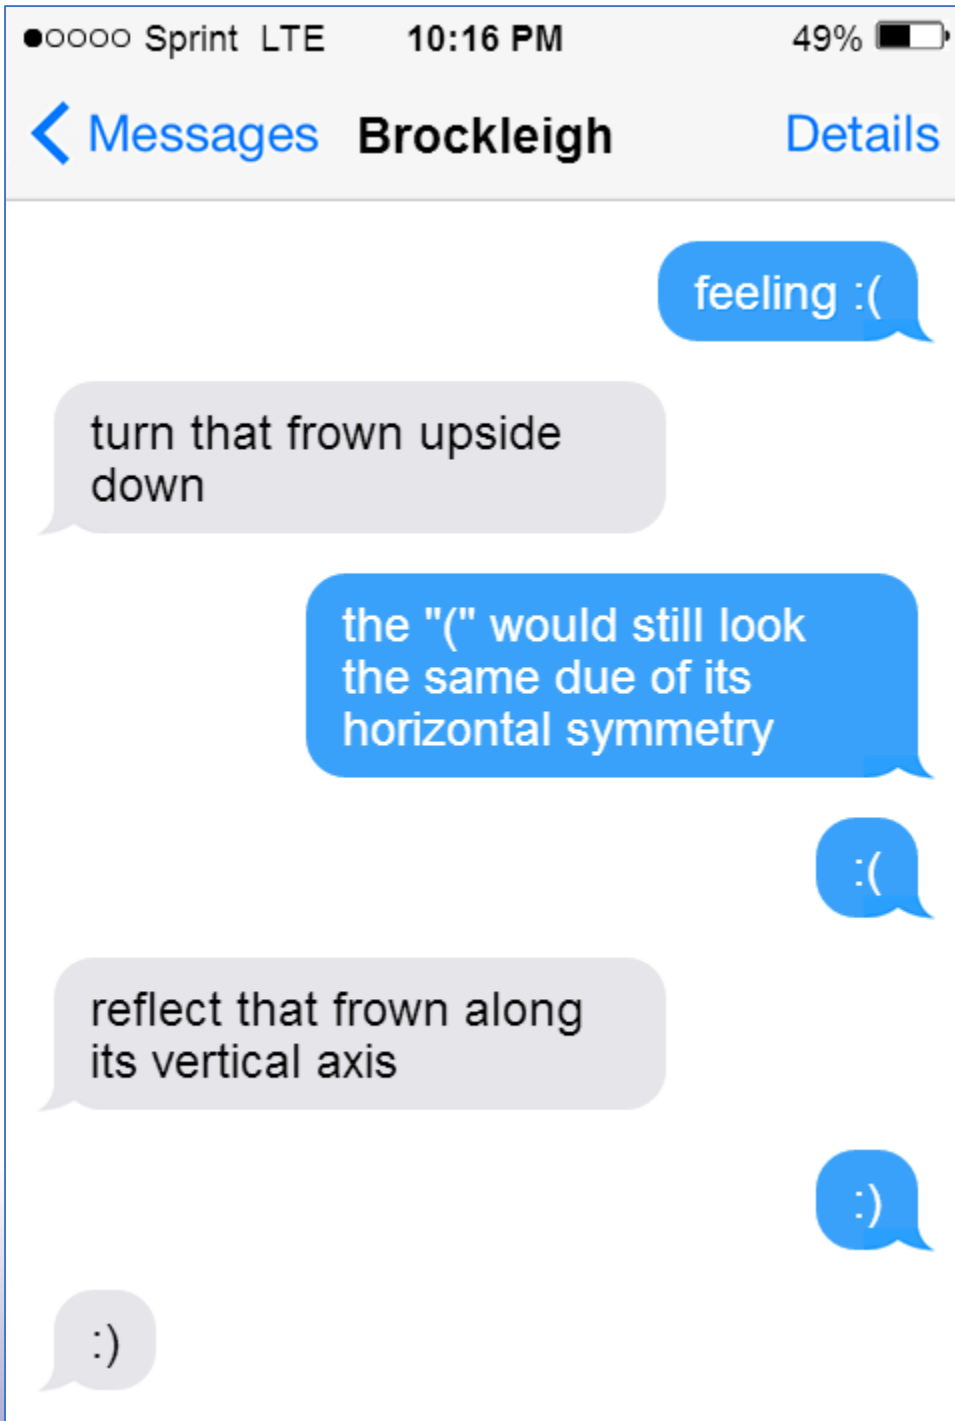 ●○○○○ Sprint LTE 10:16 PM 49%
Messages Brockleigh Details
feeling :(
turn that frown upside
down
the "(" would still look
the same due of its
horizontal symmetry
:(
reflect that frown along
its vertical axis
:)
:)